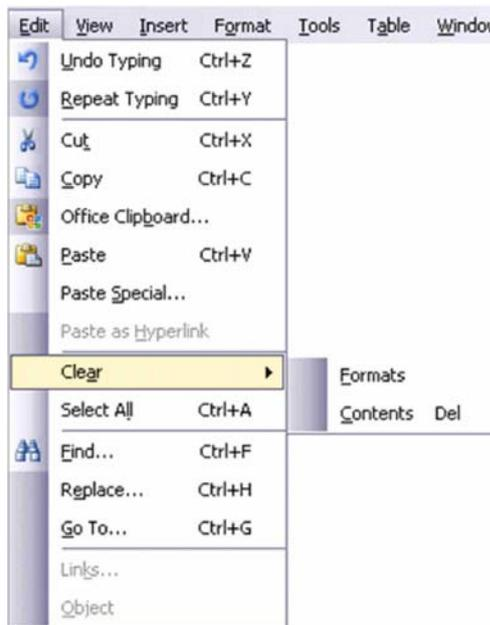 Edit View Insert Format Tools Table Window
Undo Typing Ctrl+Z
Repeat Typing Ctrl+Y
Cut Ctrl+X
Copy Ctrl+C
Office Clipboard...
Paste Ctrl+V
Paste Special...
Paste as Hyperlink
Clear Formats
Select All Ctrl+A Contents Del
Find... Ctrl+F
Replace... Ctrl+H
Go To... Ctrl+G
Links...
Object